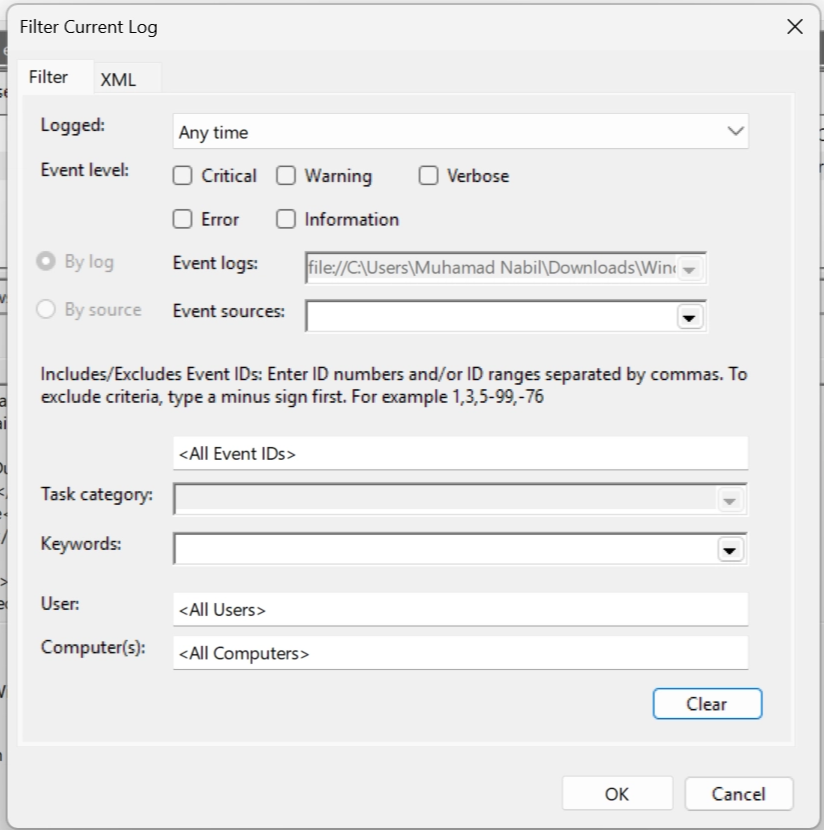 Filter Current Log
Filter
XML
Logged:
Any time
Event level:
Critical
Warning
Verbose
Error
Information
By log
Event logs:
file://C:\Users\Muhamad Nabil\Downloads\Win
By source
Event sources:
Includes/Excludes Event IDs: Enter ID numbers and/or ID ranges separated by commas. To
exclude criteria, type a minus sign first. For example 1,3,5-99,-76
<All Event IDs>
Task category:
Keywords:
User:
<All Users>
Computer(s):
<All Computers>
Clear
OK
Cancel